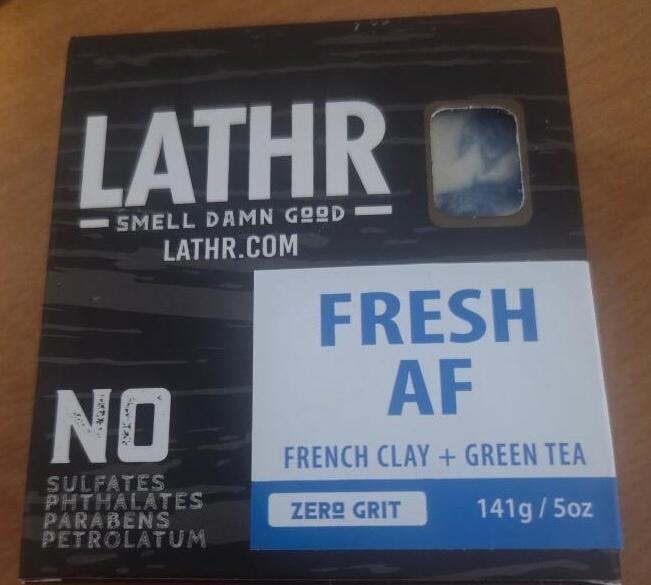 LATHR
SMELL DAMN GOOD
LATHR.COM
FRESH
AF
FRENCH CLAY + GREEN TEA
ZERO GRIT
141g / 5oz
NO
SULFATES
PHTHALATES
PARABENS
PETROLATUM